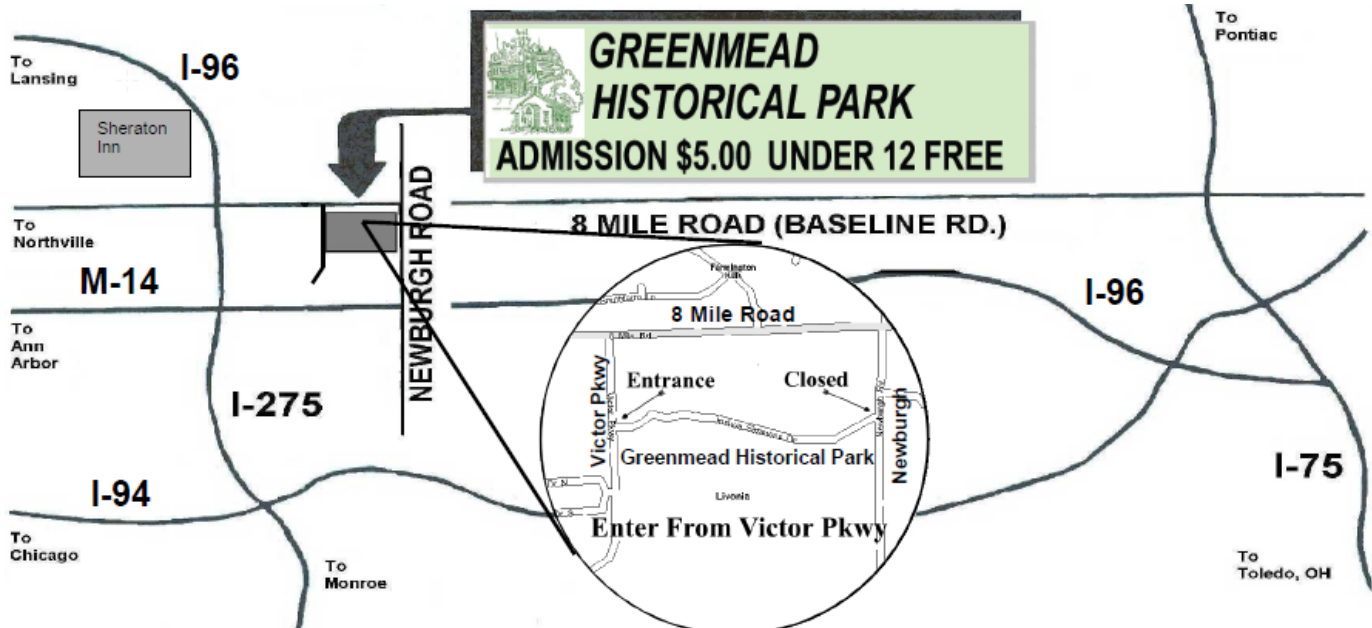 To
Lansing
I-96
Sheraton
Inn
GREENMEAD
HISTORICAL PARK
ADMISSION $5.00 UNDER 12 FREE
To
Pontiac
To
Northville
NEWBURGH ROAD
8 MILE ROAD (BASELINE RD.)
M-14
I-96
To
Ann
Arbor
I-275
I-94
To
Chicago
To
Monroe
I-75
To
Toledo, OH
Farmington
8 Mile Road
Victor Pkwy
Entrance
Closed
Newburgh
Greenmead Historical Park
Livonia
Enter From Victor Pkwy